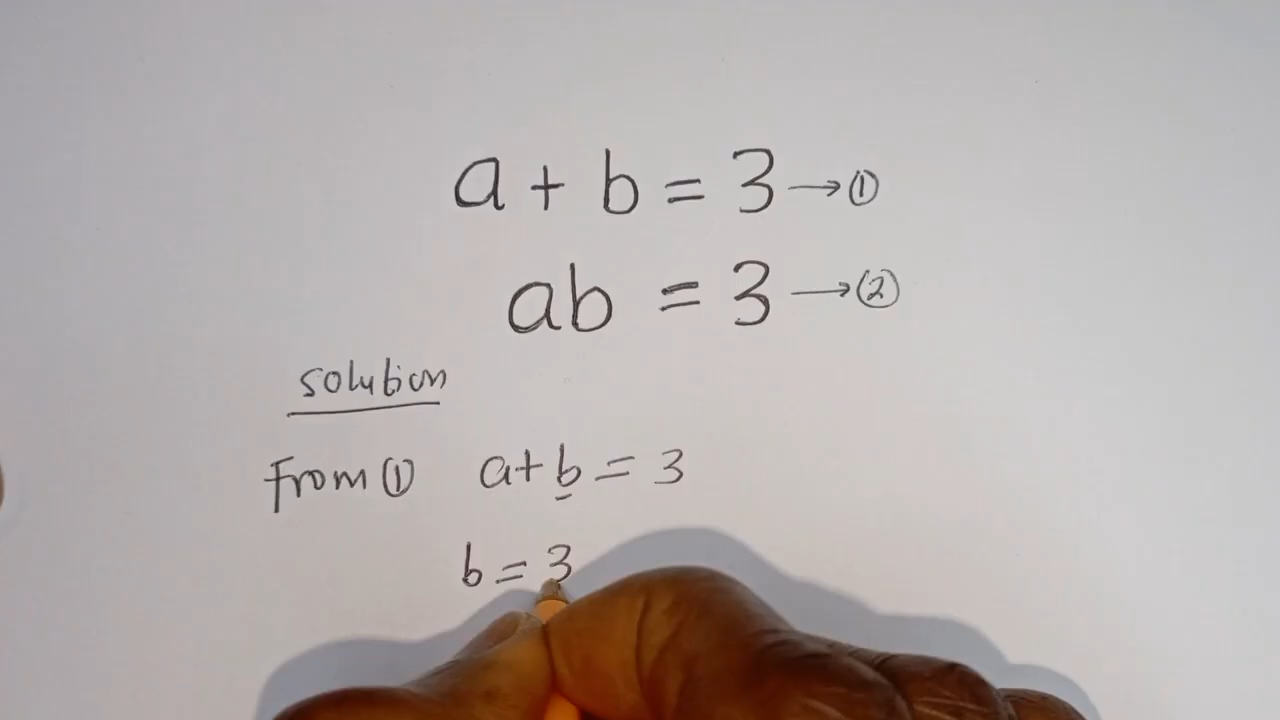 a + b = 3 → ①
ab = 3 → ②
solution
From ① a + b = 3
b = 3